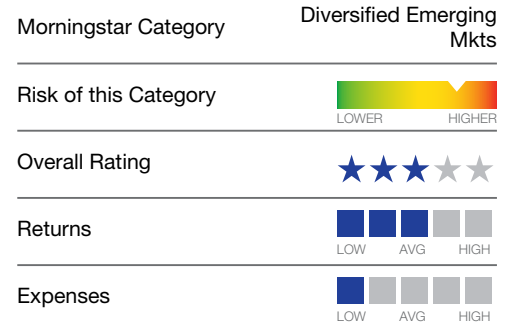 Morningstar Category
Diversified Emerging
Mkts
Risk of this Category
LOWER HIGHER
Overall Rating
Returns
LOW AVG HIGH
Expenses
LOW AVG HIGH